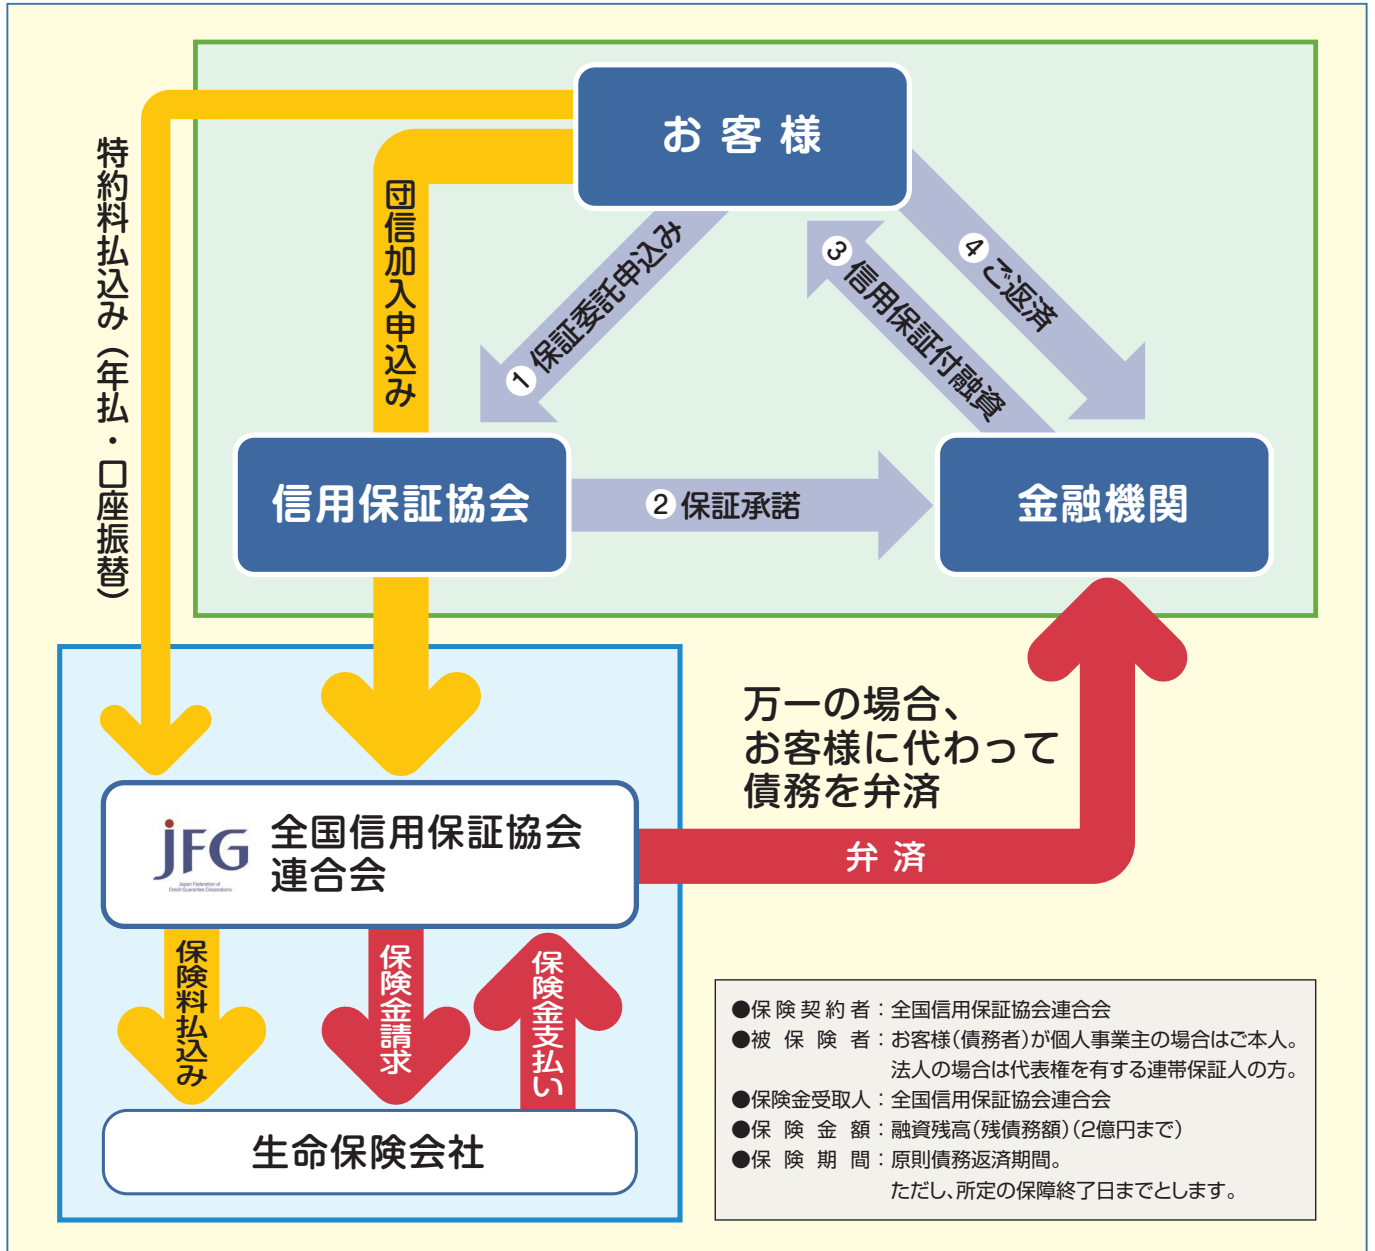 お客様
特約料払込み（年払・口座振替）
団信加入申込み
❶保証委託申込み
❸信用保証付融資
❹ご返済
信用保証協会
❷保証承諾
金融機関
万一の場合、
お客様に代わって
債務を弁済
JFG
Japan Federation of
Credit Guarantee Corporations
全国信用保証協会
連合会
弁済
保険料払込み
保険金請求
保険金支払い
生命保険会社
●保険契約者：全国信用保証協会連合会
●被保険者：お客様（債務者）が個人事業主の場合はご本人。
法人の場合は代表権を有する連帯保証人の方。
●保険金受取人：全国信用保証協会連合会
●保険金額：融資残高（残債務額）（2億円まで）
●保険期間：原則債務返済期間。
ただし、所定の保障終了日までとします。